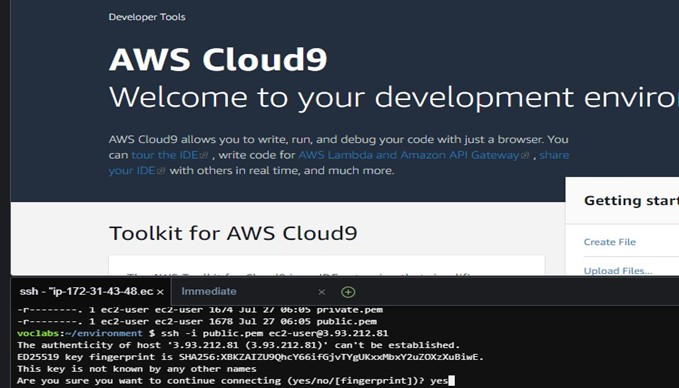 Developer Tools
AWS Cloud9
Welcome to your development enviro
AWS Cloud9 allows you to write, run, and debug your code with just a browser. You
can tour the IDE , write code for AWS Lambda and Amazon API Gateway , share
your IDE with others in real time, and much more.
Getting start
Toolkit for AWS Cloud9
Create File
Upload Files...
ssh - "ip-172-31-43-48.ec ×
Immediate ×
-r--------. 1 ec2-user ec2-user 1674 Jul 27 06:05 private.pem
-r--------. 1 ec2-user ec2-user 1678 Jul 27 06:05 public.pem
voclabs:~/environment $ ssh -i public.pem ec2-user@3.93.212.81
The authenticity of host '3.93.212.81 (3.93.212.81)' can't be established.
ED25519 key fingerprint is SHA256:XBKZAIZU9QhcY66ifGjvTYgUKxxMbxY2uZOXzXuBiwE.
This key is not known by any other names
Are you sure you want to continue connecting (yes/no/[fingerprint])? yes